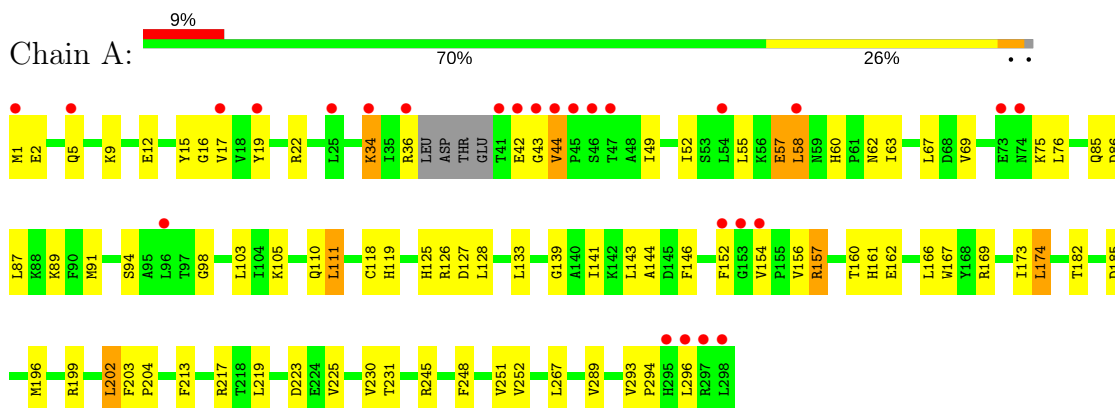 9%
Chain A:
70% 26% • •
M1 E2 Q5 K9 E12 Y15 G16 V17 V18 Y19 R22 L25 K34 I35 R36 LEU ASP THR GLU T41 E42 G43 V44 P45 S46 T47 A48 I49 I52 S53 L54 L55 K56 E57 L58 N59 H60 P61 N62 I63 L67 D68 V69 E73 N74 K75 L76 Q85
L87 K88 K89 F90 M91 S94 A95 L96 T97 G98 L103 I104 K105 Q110 L111 C118 H119 H125 R126 D127 L128 L133 G139 A140 I141 K142 L143 A144 D145 F146 F152 G153 V154 P155 V156 R157 T160 H161 E162 L166 W167 Y168 R169 I173 L174 T182
M196 R199 L202 F203 P204 F213 R217 T218 L219 D223 E224 V225 V230 T231 R245 F248 V251 V252 L267 V289 V293 P294 H295 L296 R297 L298